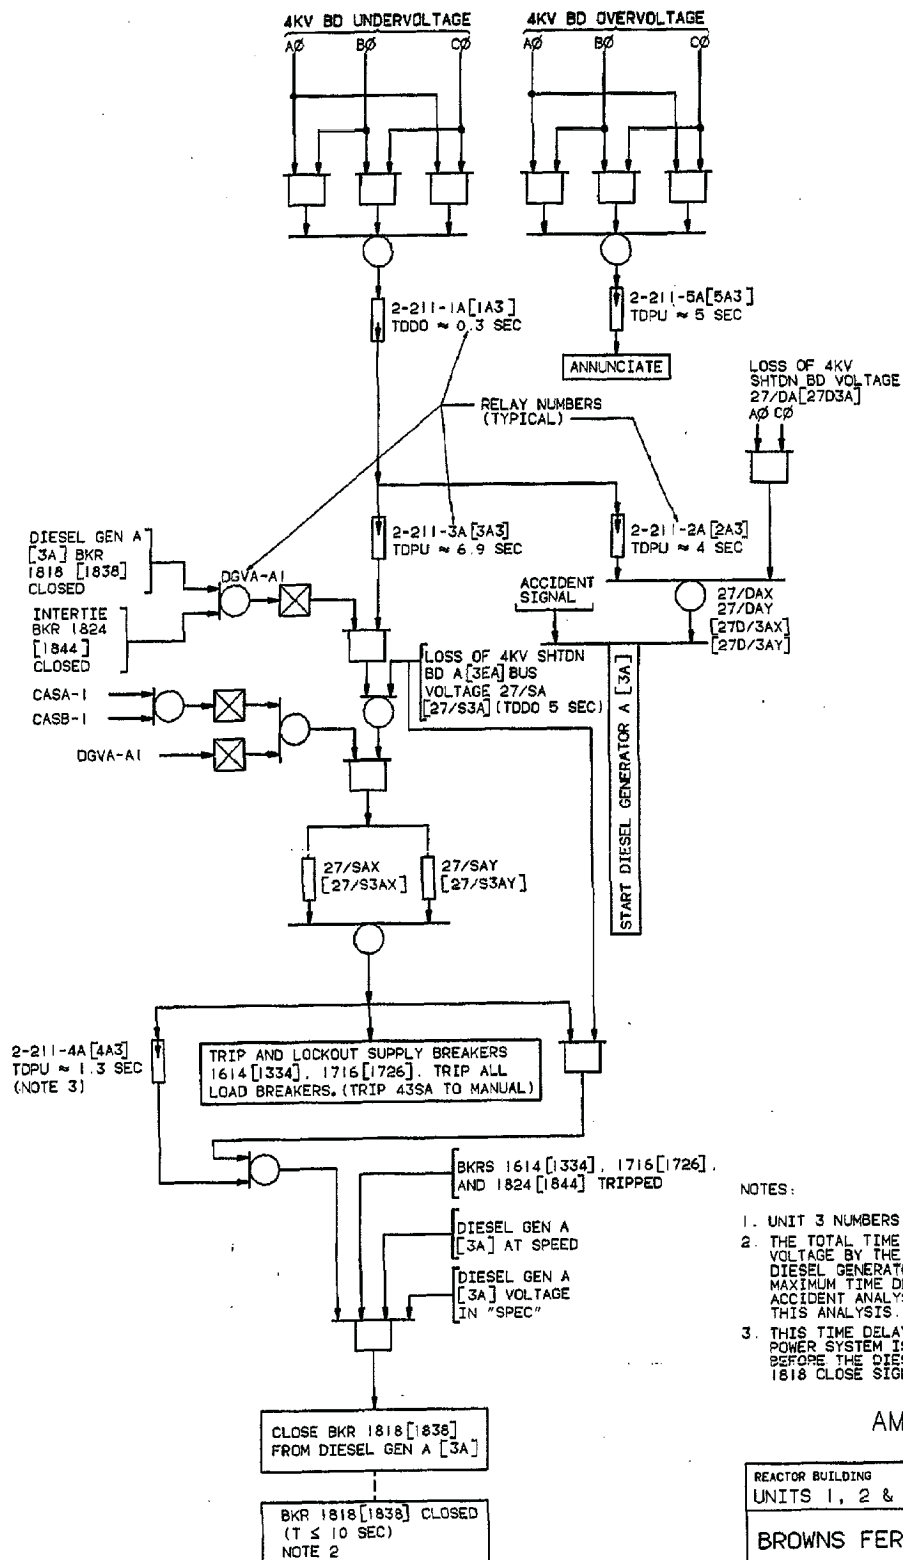 4KV BD UNDERVOLTAGE
AØ BØ CØ
4KV BD OVERVOLTAGE
AØ BØ CØ
2-211-1A[1A3]
TDDO ≈ 0.3 SEC
2-211-5A[5A3]
TDPU ≈ 5 SEC
ANNUNCIATE
LOSS OF 4KV
SHTDN BD VOLTAGE
27/DA[27D3A]
AØ CØ
RELAY NUMBERS
(TYPICAL)
2-211-3A[3A3]
TDPU ≈ 6.9 SEC
2-211-2A[2A3]
TDPU ≈ 4 SEC
DIESEL GEN A
[3A] BKR
1818 [1838]
CLOSED
DGVA-A1
INTERTIE
BKR 1824
[1844]
CLOSED
ACCIDENT
SIGNAL
27/DAX
27/DAY
[27D/3AX]
[27D/3AY]
LOSS OF 4KV SHTDN
BD A[3EA] BUS
VOLTAGE 27/SA
[27/S3A] (TDDO 5 SEC)
START DIESEL GENERATOR A [3A]
CASA-1
CASB-1
DGVA-A1
27/SAX
[27/S3AX]
27/SAY
[27/S3AY]
2-211-4A[4A3]
TDPU ≈ 1.3 SEC
(NOTE 3)
TRIP AND LOCKOUT SUPPLY BREAKERS
1614[1334], 1716[1726]. TRIP ALL
LOAD BREAKERS.(TRIP 43SA TO MANUAL)
BKRS 1614[1334], 1716[1726],
AND 1824[1844] TRIPPED
DIESEL GEN A
[3A] AT SPEED
DIESEL GEN A
[3A] VOLTAGE
IN "SPEC"
CLOSE BKR 1818[1838]
FROM DIESEL GEN A [3A]
BKR 1818[1838] CLOSED
(T ≤ 10 SEC)
NOTE 2
NOTES:
1. UNIT 3 NUMBERS
2. THE TOTAL TIME
VOLTAGE BY THE
DIESEL GENERATO
MAXIMUM TIME DE
ACCIDENT ANALYS
THIS ANALYSIS.
3. THIS TIME DELAY
POWER SYSTEM IS
BEFORE THE DIES
1818 CLOSE SIG
AM
REACTOR BUILDING
UNITS 1, 2 &
BROWNS FER